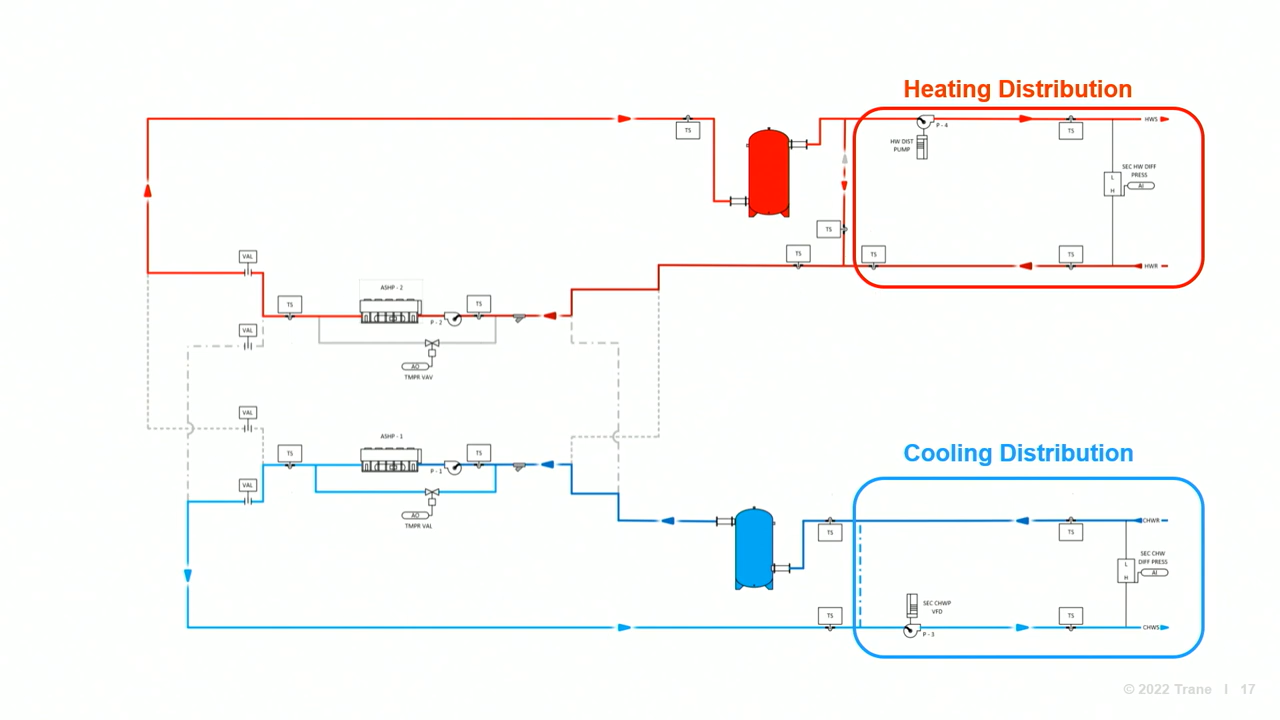 Heating Distribution
HWS
P - 4
TS
TS
HW DIST
PUMP
SEC HW DIFF
PRESS
L
H
AI
TS
TS
TS
TS
HWR
VAL
ASHP - 2
TS
TS
P - 2
VAL
AO
TMPR VAV
VAL
ASHP - 1
TS
TS
P - 1
VAL
AO
TMPR VAL
Cooling Distribution
CHWR
TS
TS
SEC CHW
DIFF PRESS
L
H
AI
SEC CHWP
VFD
TS
TS
P - 3
CHWS
© 2022 Trane I 17